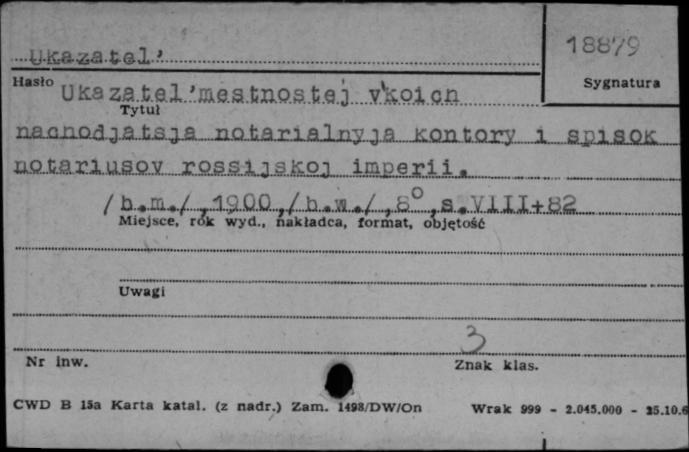 18879
Ukazatel'
Hasło
Sygnatura
Ukazatel'mestnostej v koich
Tytuł
nachodjatsja notarialnyja kontory i spisok
notariusov rossijskoj imperii.
/b.m./,1900,/b.w./,8°,s.VIII+82
Miejsce, rok wyd., nakładca, format, objętość
Uwagi
3
Nr inw.
Znak klas.
CWD B 15a Karta katal. (z nadr.) Zam. 1498/DW/On Wrak 999 - 2.045.000 - 25.10.6